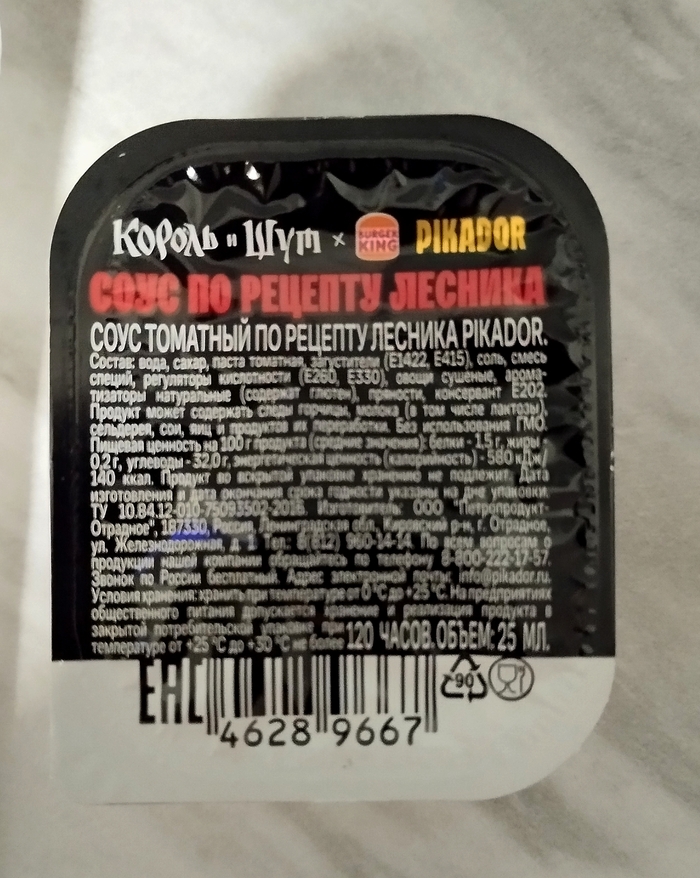 Король и Шут × BURGER KING PIKADOR
СОУС ПО РЕЦЕПТУ ЛЕСНИКА
СОУС ТОМАТНЫЙ ПО РЕЦЕПТУ ЛЕСНИКА PIKADOR.
Состав: вода, сахар, паста томатная, загустители (Е1422, Е415), соль, смесь
специй, регуляторы кислотности (Е260, Е330), овощи сушеные, арома-
тизаторы натуральные (содержат глютен), пряности, консервант Е202.
Продукт может содержать следы горчицы, молока (в том числе лактозы),
сельдерея, сои, яиц и продуктов их переработки. Без использования ГМО.
Пищевая ценность на 100 г продукта (средние значения): белки - 1,5 г, жиры -
0,2 г, углеводы - 32,0 г, энергетическая ценность (калорийность) - 580 кДж/
140 ккал. Продукт во вскрытой упаковке хранению не подлежит. Дата
изготовления и дата окончания срока годности указаны на дне упаковки.
ТУ 10.84.12-010-75093502-2016. Изготовитель: ООО "Петропродукт-
Отрадное", 187330, Россия, Ленинградская обл., Кировский р-н, г. Отрадное,
ул. Железнодорожная, д. 1 Тел.: 8(812) 960-14-14. По всем вопросам о
продукции нашей компании обращайтесь по телефону 8-800-222-17-57.
Звонок по России бесплатный. Адрес электронной почты: info@pikador.ru.
Условия хранения: хранить при температуре от 0°C до +25 °C. На предприятиях
общественного питания допускается хранение и реализация продукта в
закрытой потребительской упаковке при
температуре от +25 °C до +30 °C не более 120 ЧАСОВ. ОБЪЕМ: 25 МЛ.
EAC 90
4628 9667